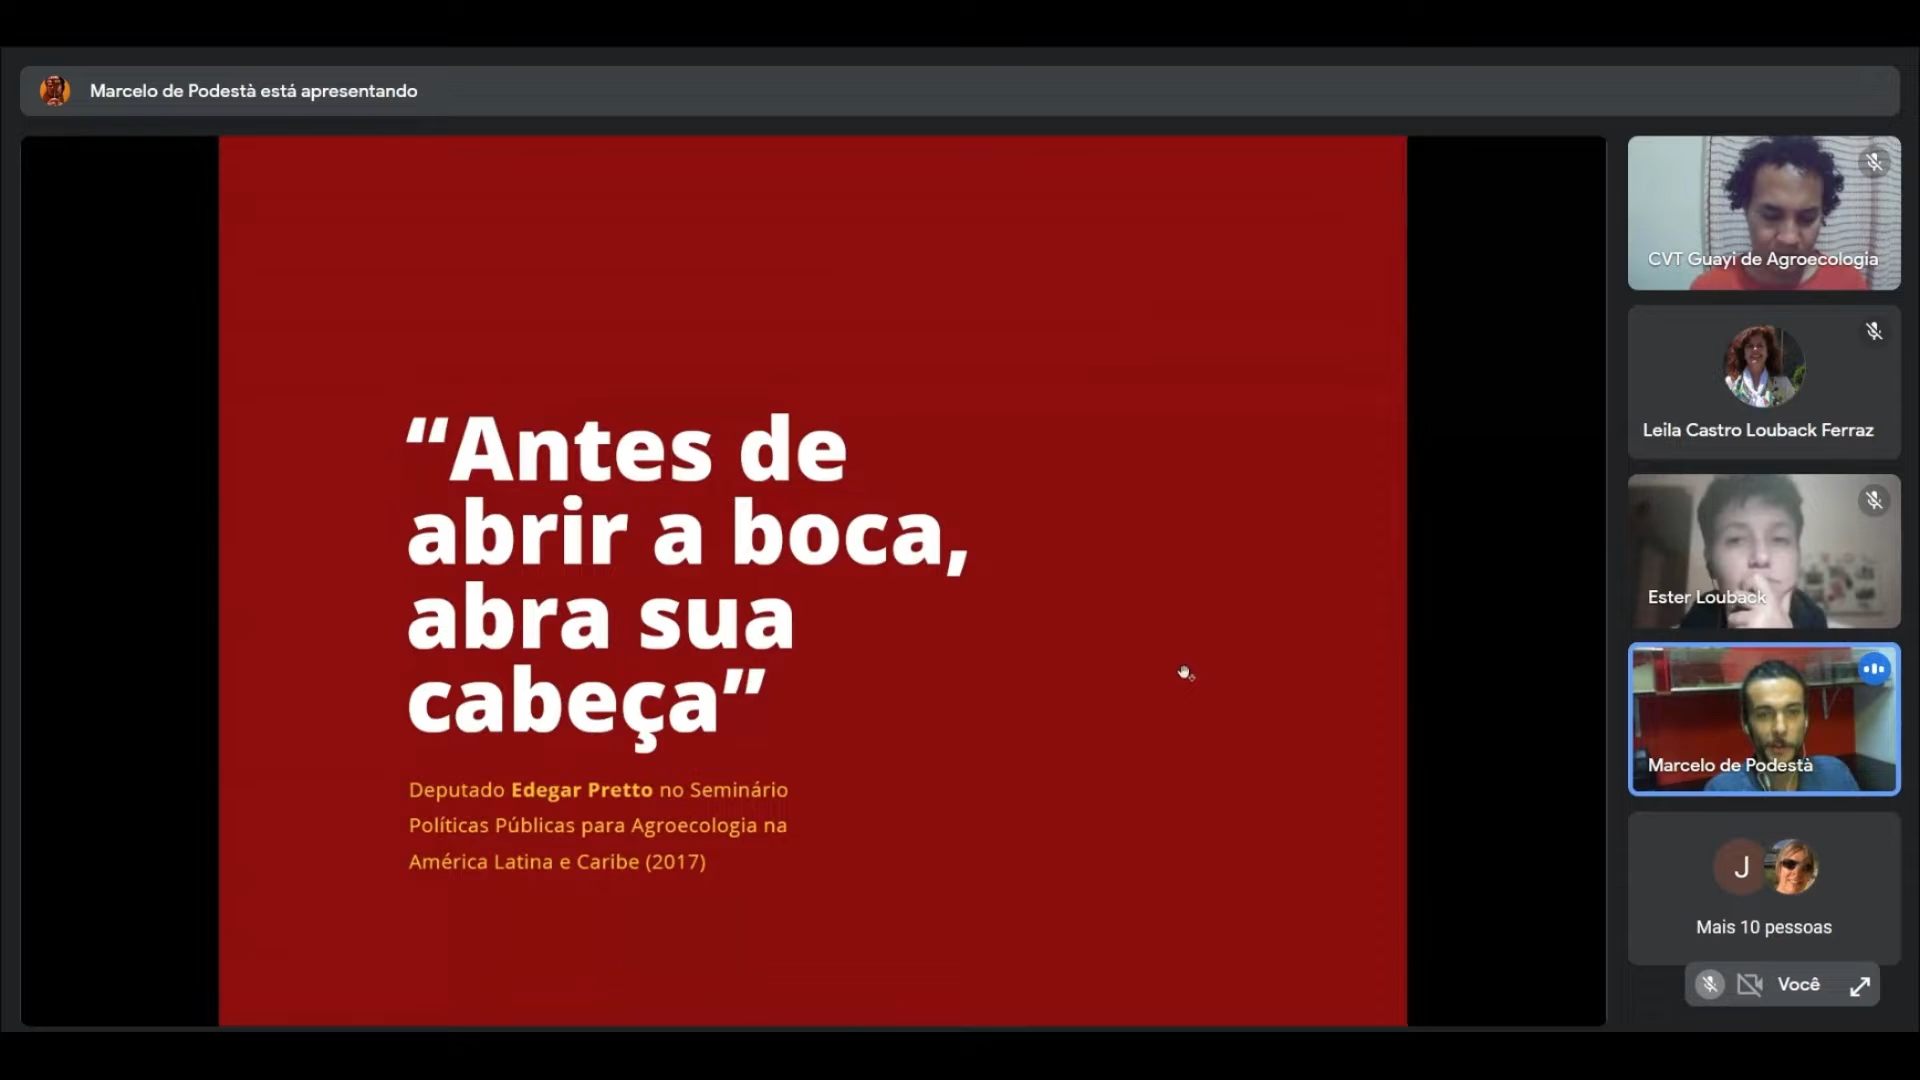 Marcelo de Podestà está apresentando
“Antes de
abrir a boca,
abra sua
cabeça”
Deputado Edegar Pretto no Seminário
Políticas Públicas para Agroecologia na
América Latina e Caribe (2017)
CVT Guayi de Agroecologia
Leila Castro Louback Ferraz
Ester Louback
Marcelo de Podestà
J
Mais 10 pessoas
Você